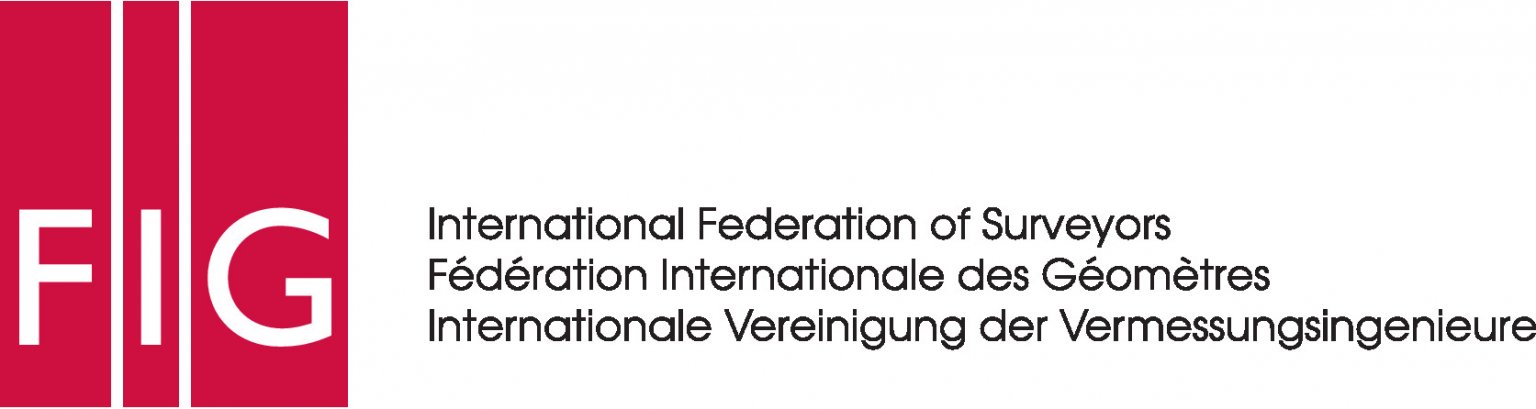 FIG
International Federation of Surveyors
Fédération Internationale des Géomètres
Internationale Vereinigung der Vermessungsingenieure